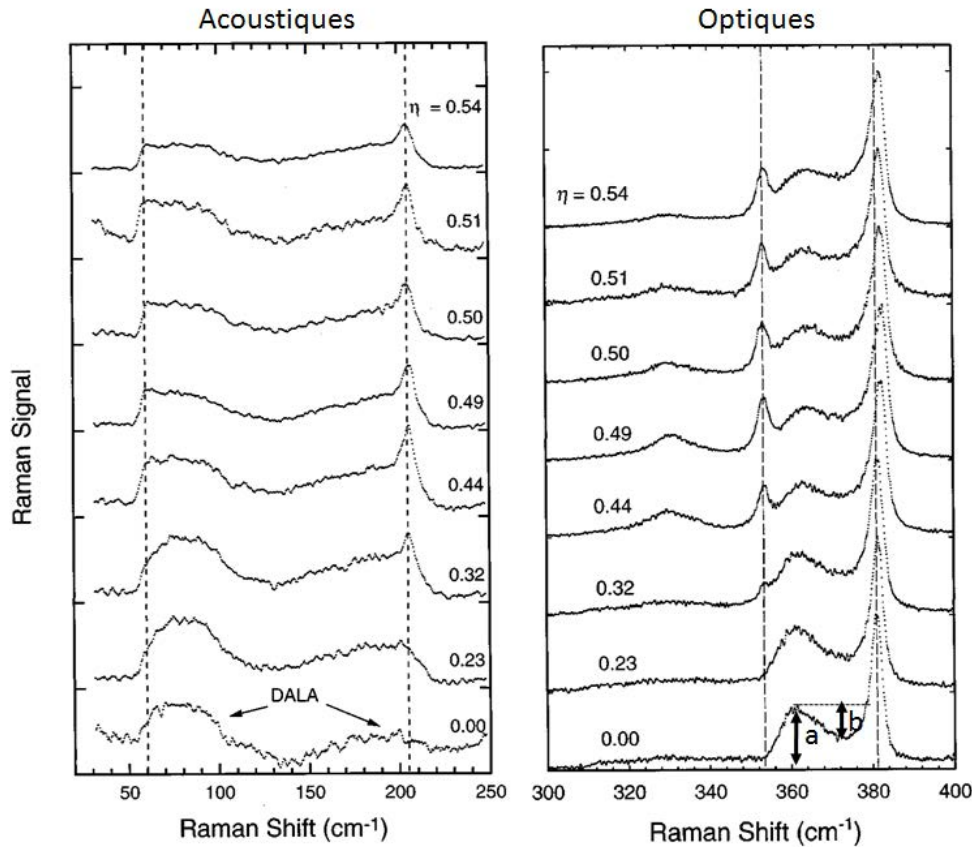 Acoustiques
Optiques
Raman Signal
η = 0.54
0.51
0.50
0.49
0.44
0.32
0.23
DALA
0.00
50 100 150 200 250
Raman Shift (cm-1)
η = 0.54
0.51
0.50
0.49
0.44
0.32
0.23
0.00
a
b
300 320 340 360 380 400
Raman Shift (cm-1)